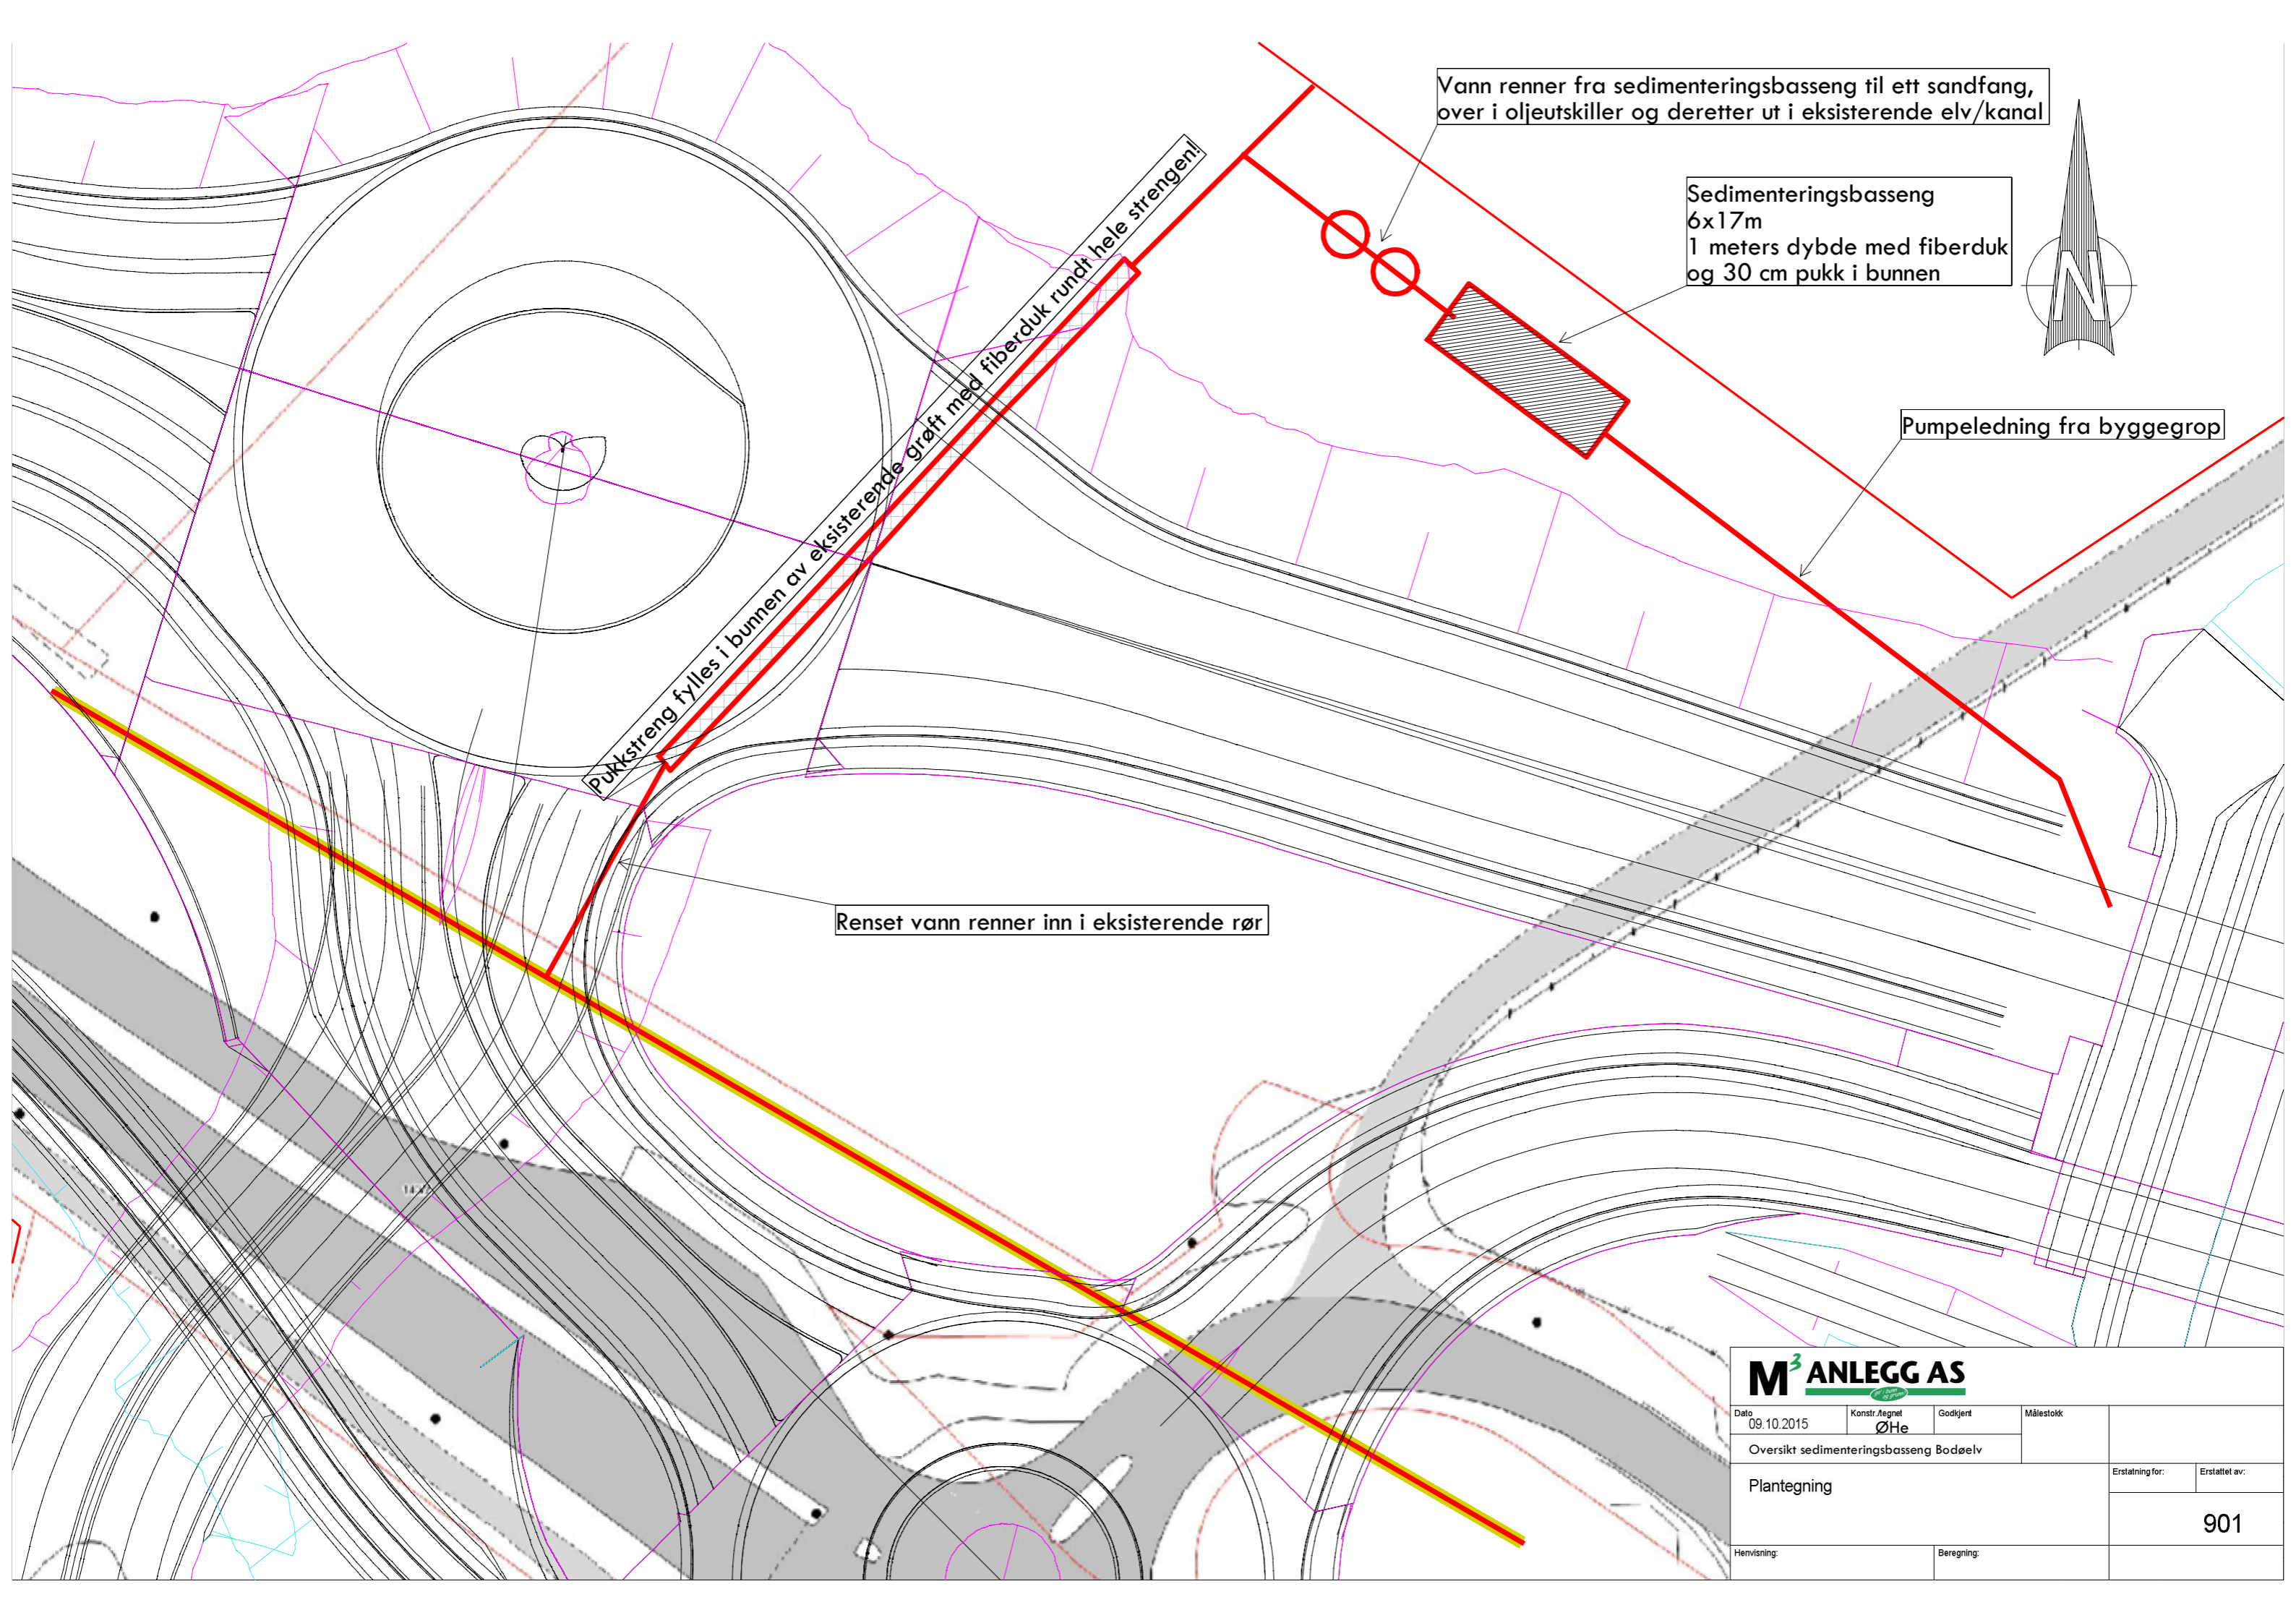 Vann renner fra sedimenteringsbasseng til ett sandfang,
over i oljeutskiller og deretter ut i eksisterende elv/kanal
Sedimenteringsbasseng
6x17m
1 meters dybde med fiberduk
og 30 cm pukk i bunnen
N
Pumpeledning fra byggegrop
Pukkstreng fylles i bunnen av eksisterende grøft med fiberduk rundt hele strengen!
Renset vann renner inn i eksisterende rør
M³ ANLEGG AS
Dato
09.10.2015
Konstr./tegnet
ØHe
Godkjent
Målestokk
Oversikt sedimenteringsbasseng Bodøelv
Plantegning
Erstatning for:
Erstattet av:
901
Henvisning:
Beregning: